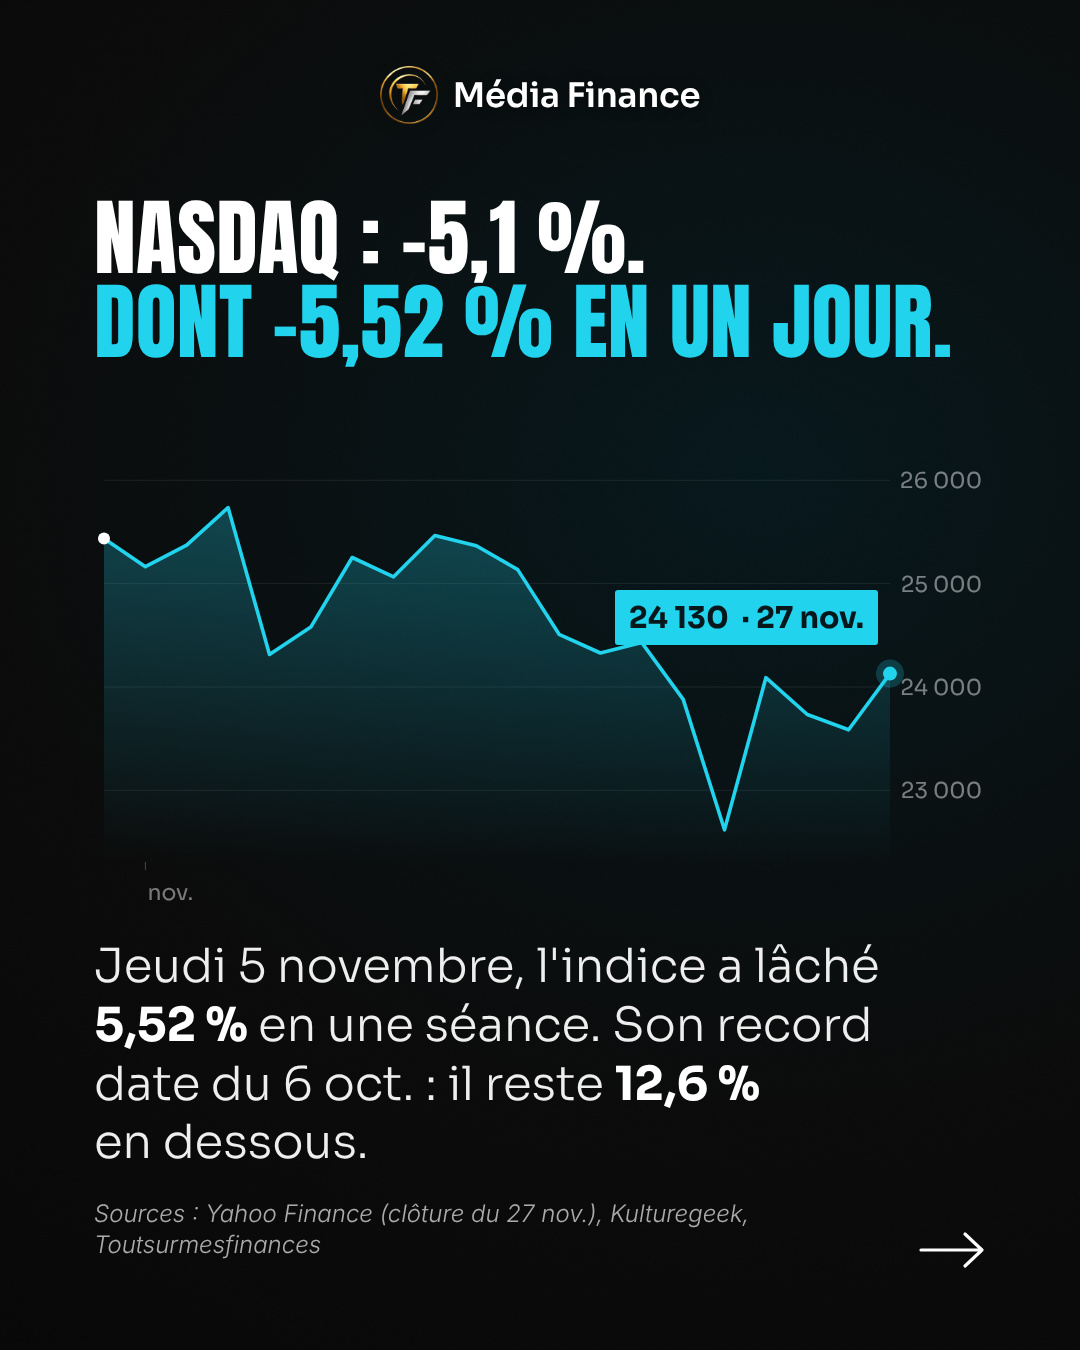 TF Média Finance
NASDAQ : -5,1 %.
DONT -5,52 % EN UN JOUR.
26 000
25 000
24 130 · 27 nov.
24 000
23 000
nov.
Jeudi 5 novembre, l'indice a lâché
5,52 % en une séance. Son record
date du 6 oct. : il reste 12,6 %
en dessous.
Sources : Yahoo Finance (clôture du 27 nov.), Kulturegeek,
Toutsurmesfinances